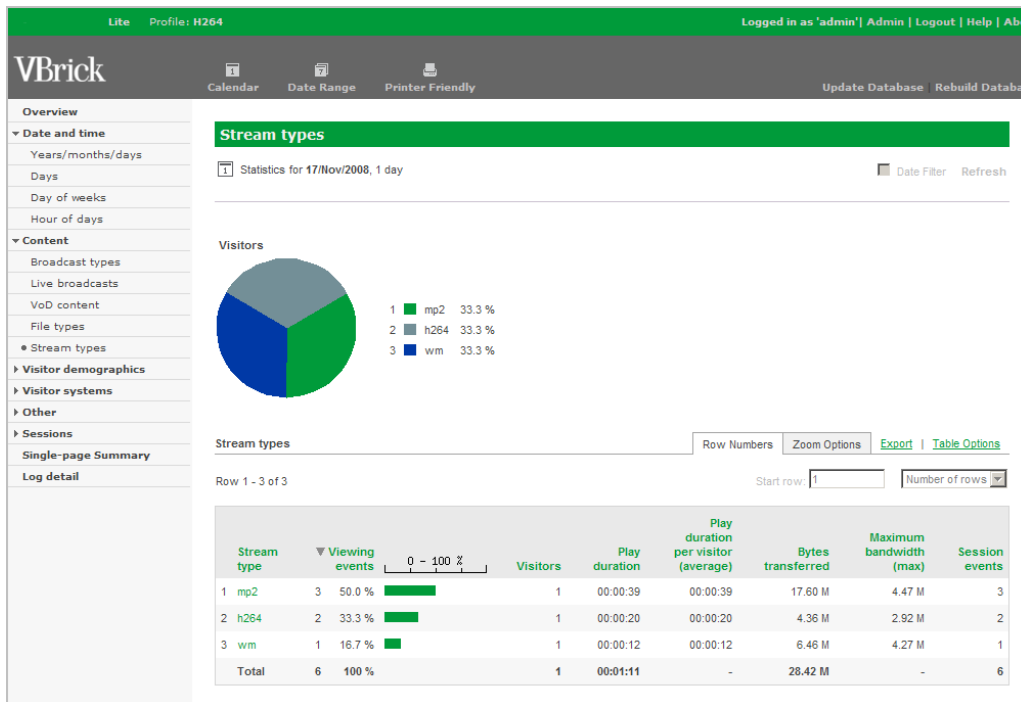 Lite Profile: H264 Logged in as 'admin'| Admin | Logout | Help | Ab
VBrick
1 7
Calendar Date Range Printer Friendly Update Database | Rebuild Databa
Overview
Date and time
Years/months/days
Days
Day of weeks
Hour of days
Content
Broadcast types
Live broadcasts
VoD content
File types
Stream types
Visitor demographics
Visitor systems
Other
Sessions
Single-page Summary
Log detail
Stream types
1 Statistics for 17/Nov/2008, 1 day Date Filter Refresh
Visitors
1 mp2 33.3 %
2 h264 33.3 %
3 wm 33.3 %
Stream types Row Numbers Zoom Options Export | Table Options
Row 1 - 3 of 3 Start row: 1 Number of rows
Stream type Viewing events 0 - 100 % Visitors Play duration Play duration per visitor (average) Bytes transferred Maximum bandwidth (max) Session events
1 mp2 3 50.0 % 1 00:00:39 00:00:39 17.60 M 4.47 M 3
2 h264 2 33.3 % 1 00:00:20 00:00:20 4.36 M 2.92 M 2
3 wm 1 16.7 % 1 00:00:12 00:00:12 6.46 M 4.27 M 1
Total 6 100 % 1 00:01:11 - 28.42 M - 6